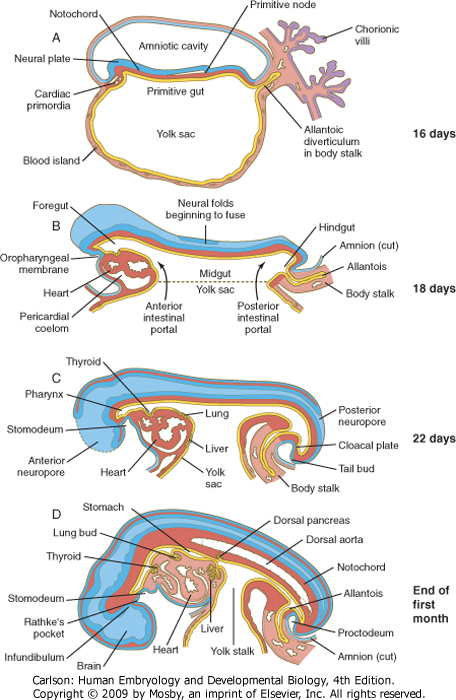 Primitive node
Notochord
A
Amniotic cavity
Chorionic
villi
Neural plate
Cardiac
primordia
Primitive gut
Yolk sac
Allantoic
diverticulum
in body stalk
16 days
Blood island
Foregut
Neural folds
beginning to fuse
B
Hindgut
Amnion (cut)
Oropharyngeal
membrane
Allantois
Midgut
Yolk sac
18 days
Heart
Body stalk
Anterior
intestinal
portal
Posterior
intestinal
portal
Pericardial
coelom
Thyroid
C
Pharynx
Lung
Posterior
neuropore
Stomodeum
22 days
Cloacal plate
Liver
Anterior
neuropore
Heart
Yolk
sac
Tail bud
Body stalk
Stomach
D
Dorsal pancreas
Lung bud
Dorsal aorta
Thyroid
Notochord
Allantois
End of
first
month
Stomodeum
Rathke's
pocket
Proctodeum
Infundibulum
Heart
Liver
Yolk stalk
Amnion (cut)
Brain
Carlson: Human Embryology and Developmental Biology, 4th Edition.
Copyright © 2009 by Mosby, an imprint of Elsevier, Inc. All rights reserved.